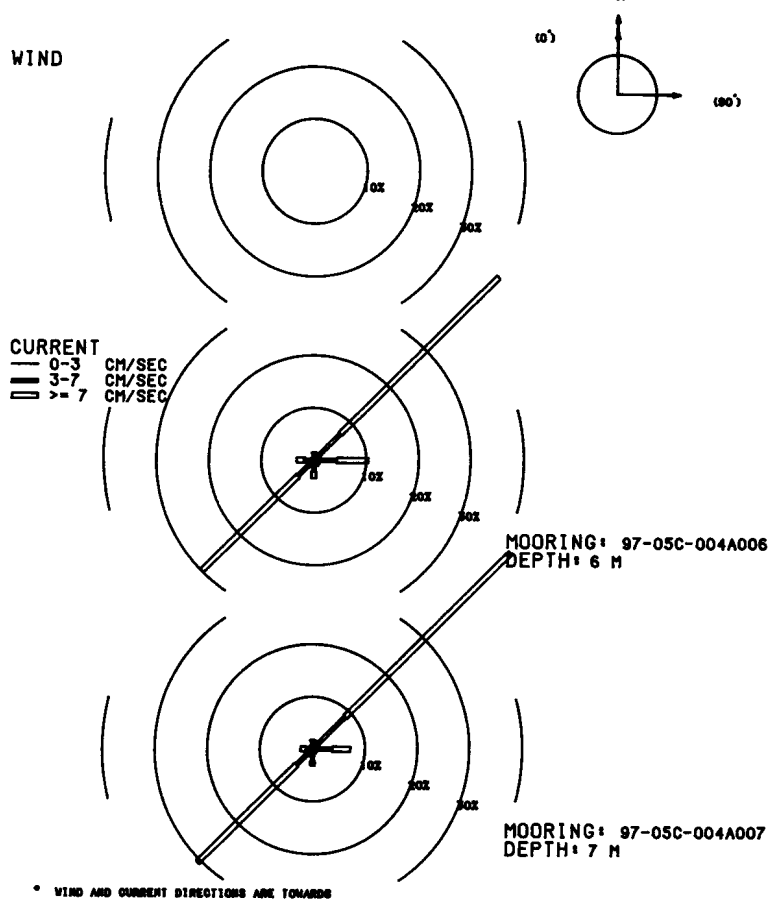 WIND
(0°)
(90°)
10%
20%
30%
CURRENT
0-3 CM/SEC
3-7 CM/SEC
>= 7 CM/SEC
10%
20%
30%
MOORING: 97-05C-004A006
DEPTH: 6 M
10%
20%
30%
MOORING: 97-05C-004A007
DEPTH: 7 M
* WIND AND CURRENT DIRECTIONS ARE TOWARDS